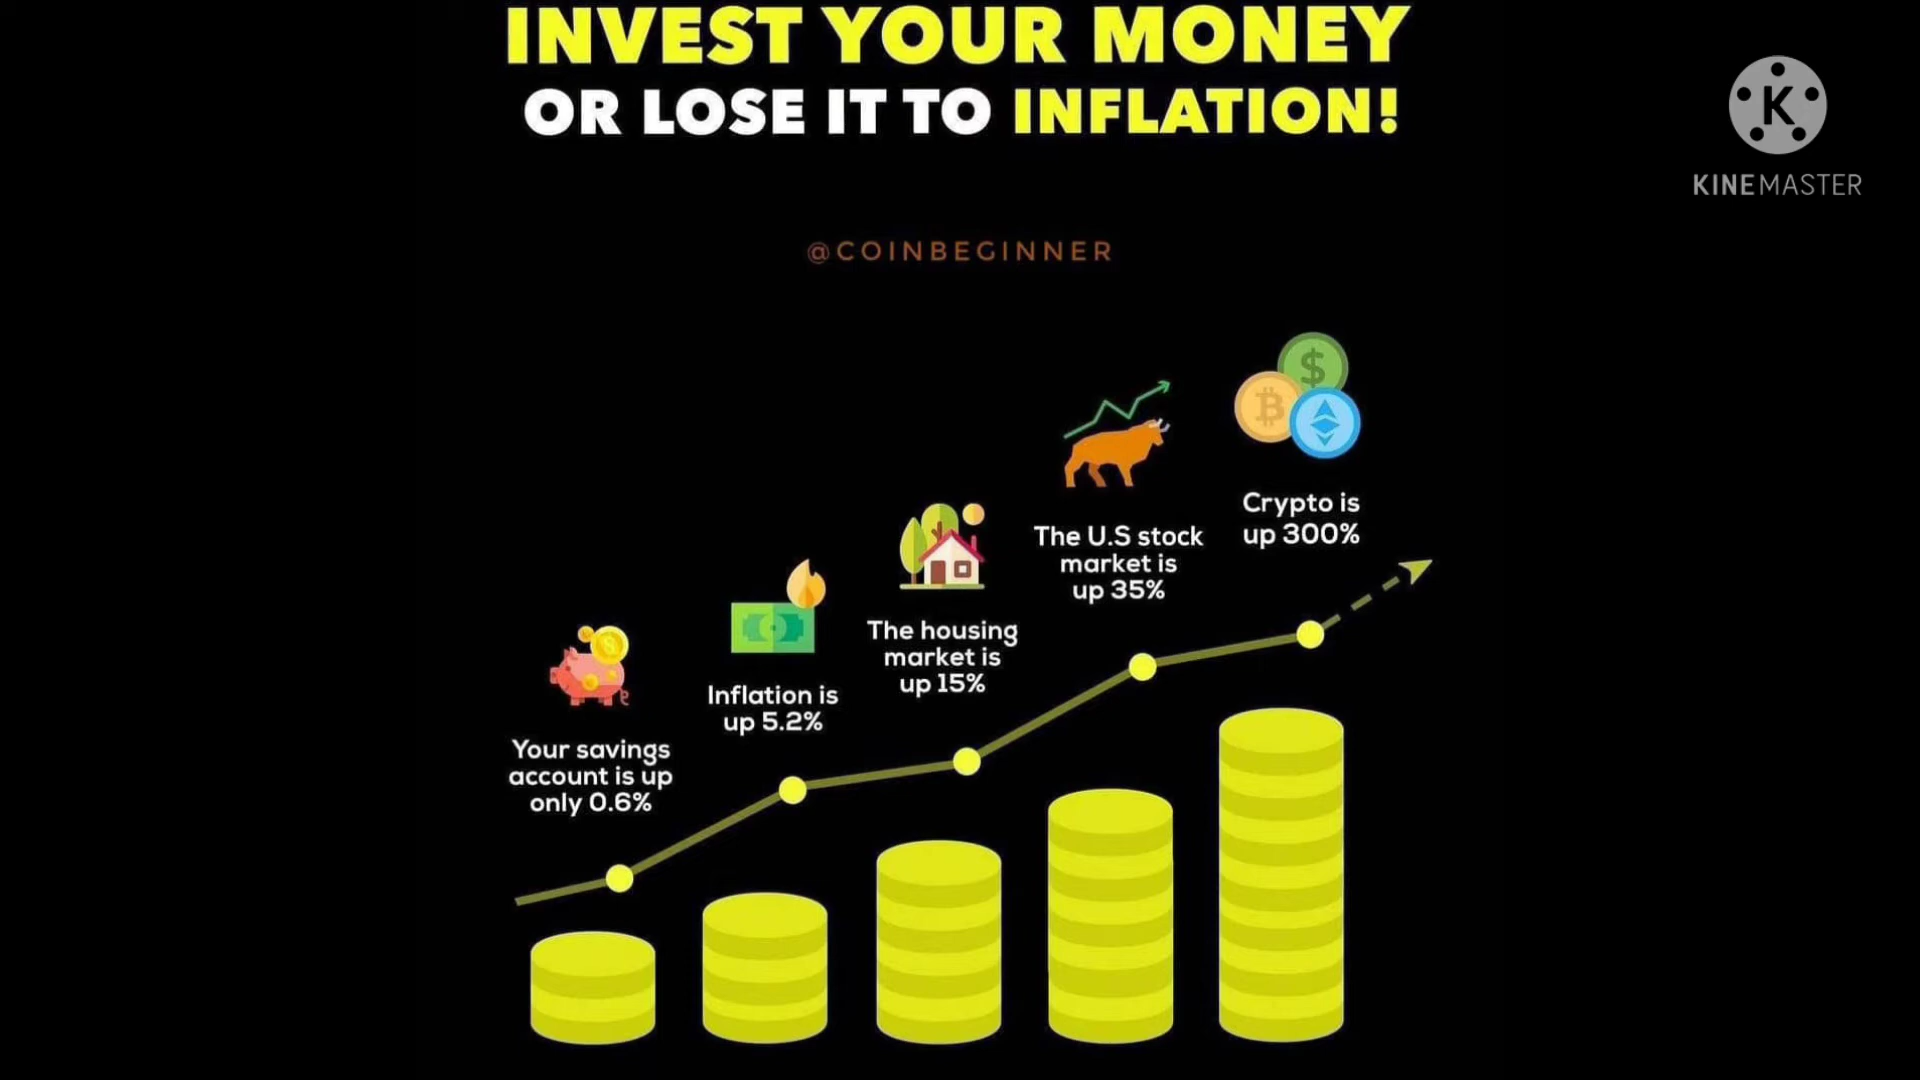 INVEST YOUR MONEY
OR LOSE IT TO INFLATION!
K
KINEMASTER
@COINBEGINNER
$
B
Crypto is
up 300%
The U.S stock
market is
up 35%
The housing
market is
up 15%
Inflation is
up 5.2%
$
Your savings
account is up
only 0.6%